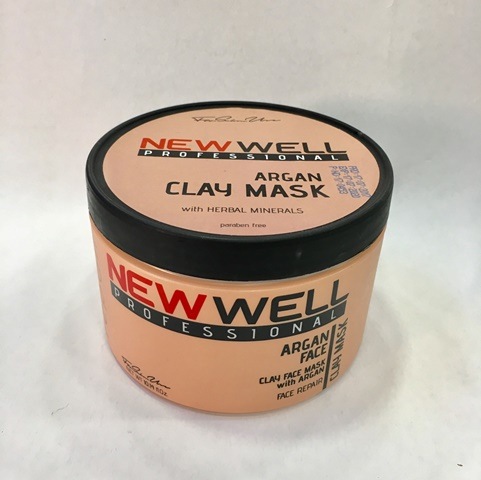 NEW WELL
PROFESSIONAL
ARGAN
CLAY MASK
with HERBAL MINERALS
paraben free
NEW WELL
PROFESSIONAL
ARGAN
FACE
CLAY MASK
CLAY FACE MASK
with ARGAN
FACE REPAIR